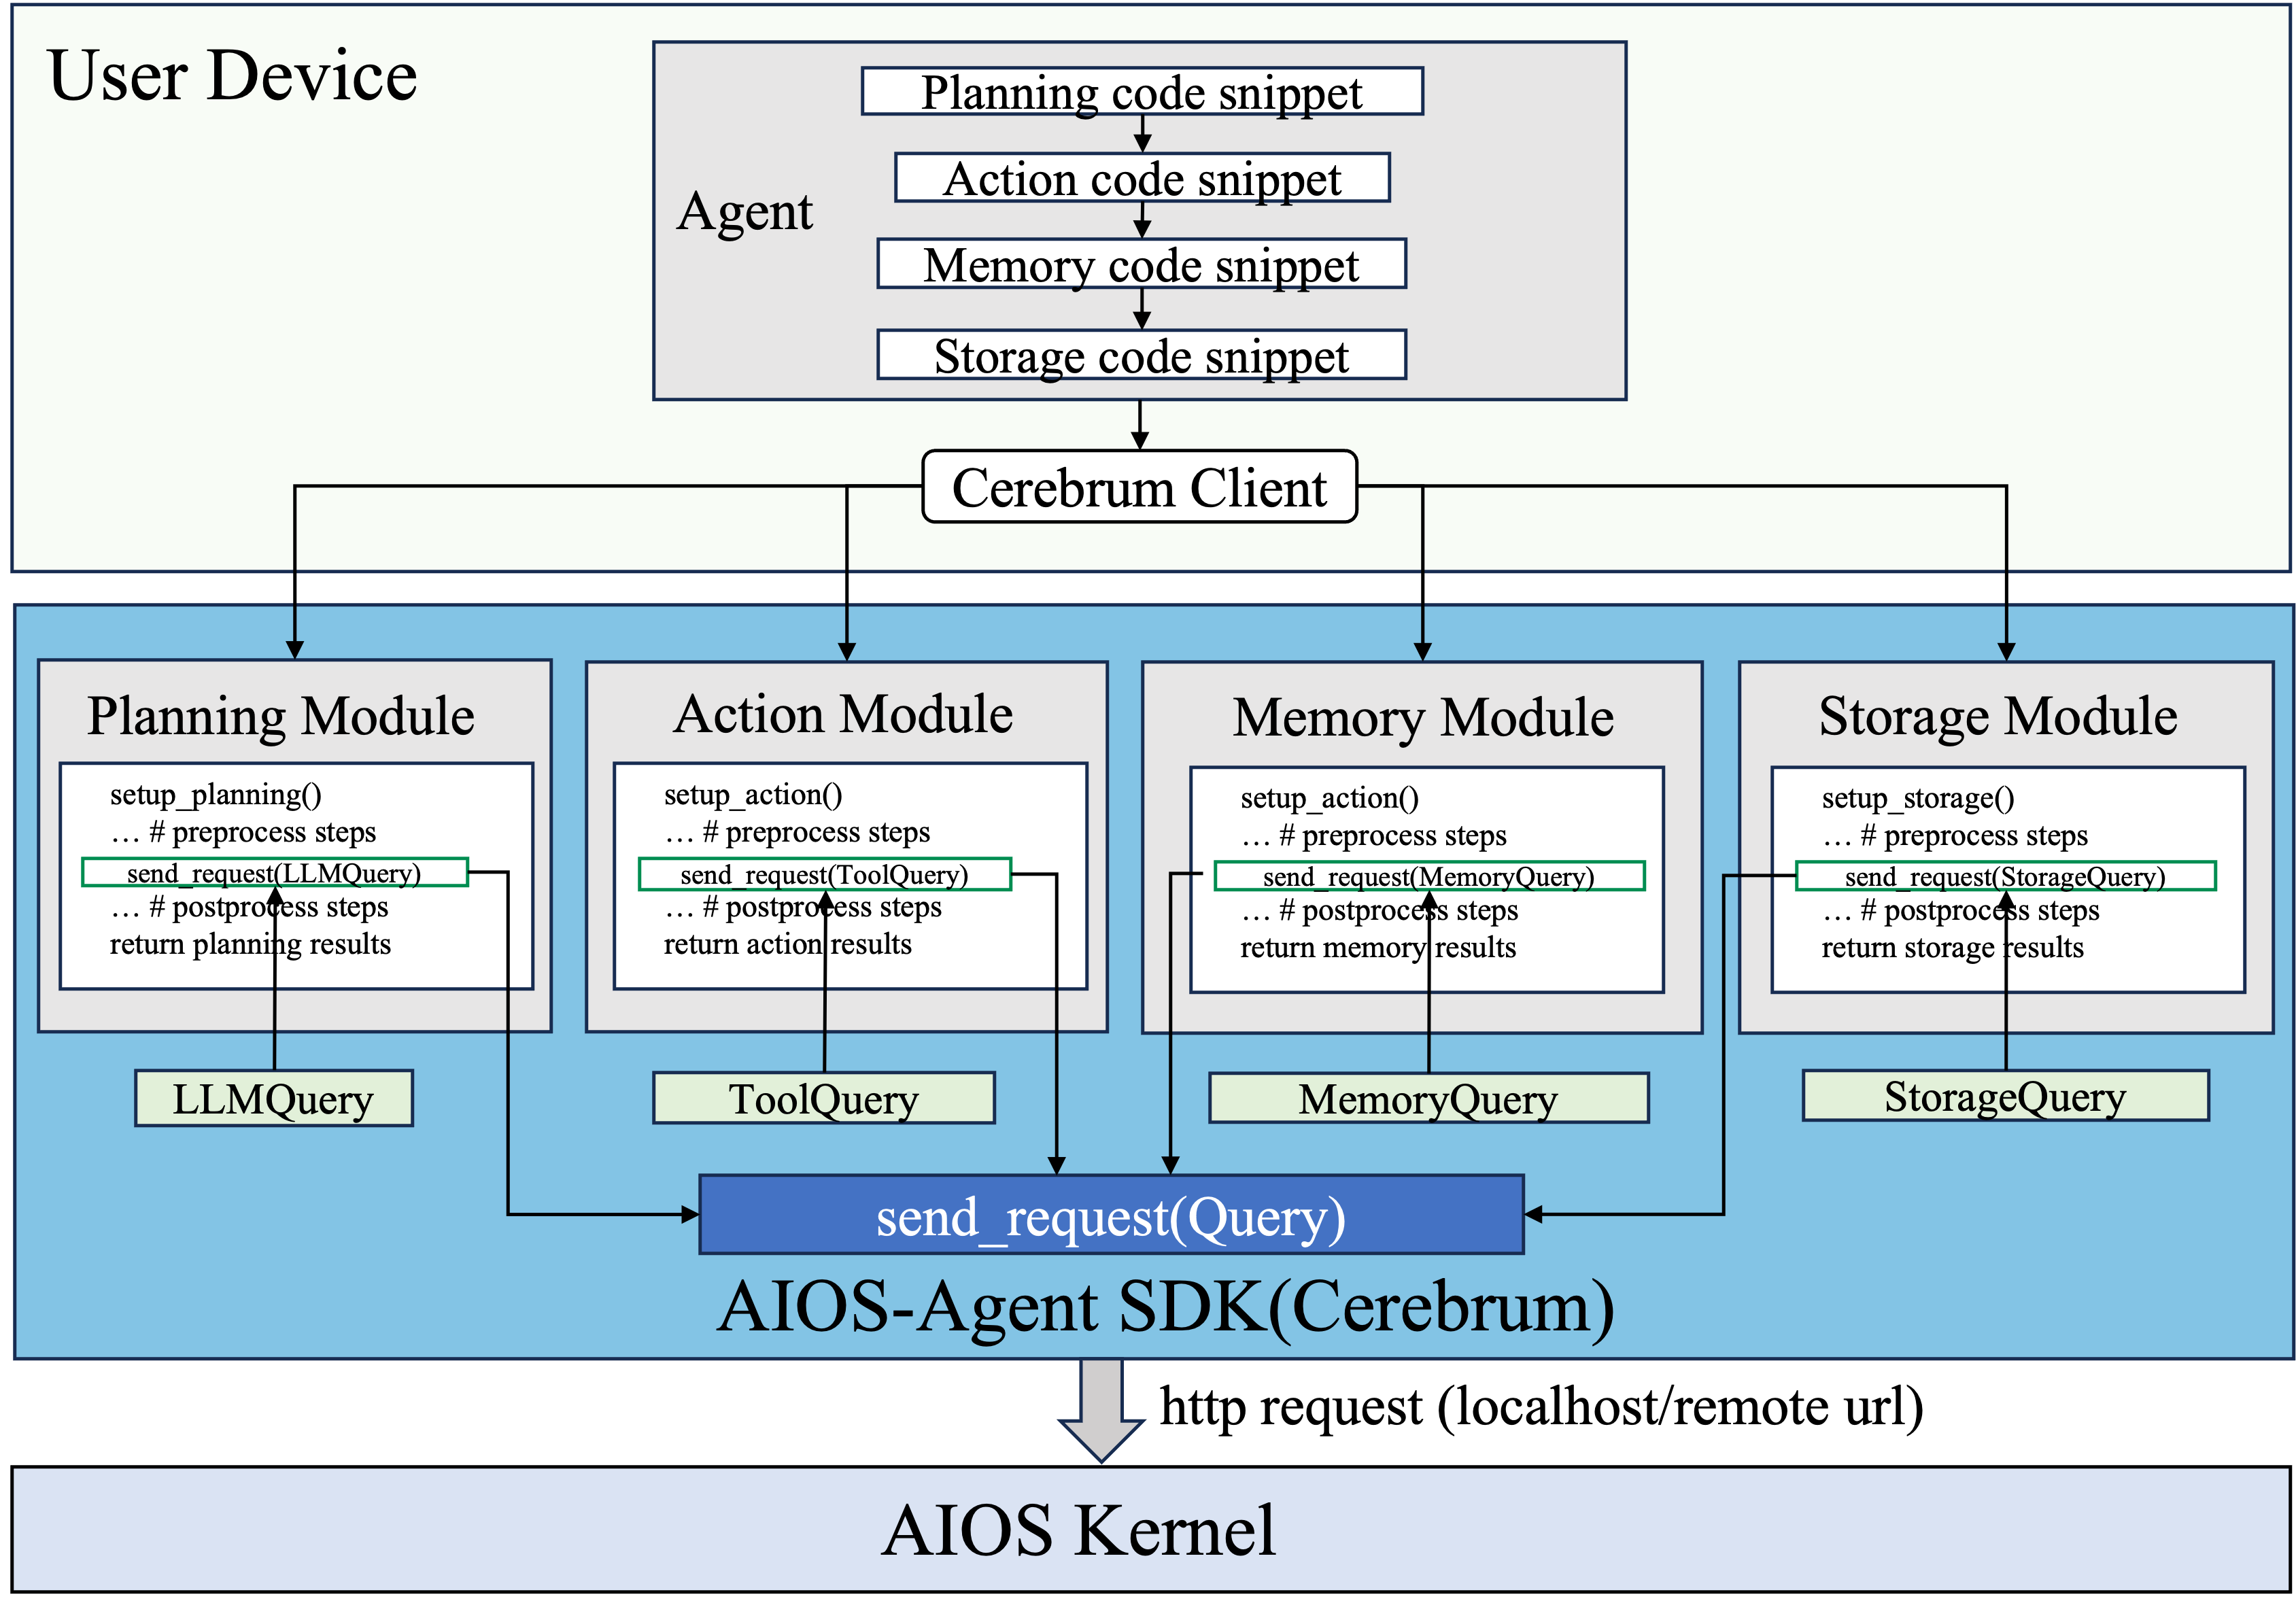 User Device
Planning code snippet
Action code snippet
Agent
Memory code snippet
Storage code snippet
Cerebrum Client
Planning Module
setup_planning()
… # preprocess steps
send_request(LLMQuery)
… # postprocess steps
return planning results
LLMQuery
Action Module
setup_action()
… # preprocess steps
send_request(ToolQuery)
… # postprocess steps
return action results
ToolQuery
Memory Module
setup_action()
… # preprocess steps
send_request(MemoryQuery)
… # postprocess steps
return memory results
MemoryQuery
Storage Module
setup_storage()
… # preprocess steps
send_request(StorageQuery)
… # postprocess steps
return storage results
StorageQuery
send_request(Query)
AIOS-Agent SDK(Cerebrum)
http request (localhost/remote url)
AIOS Kernel